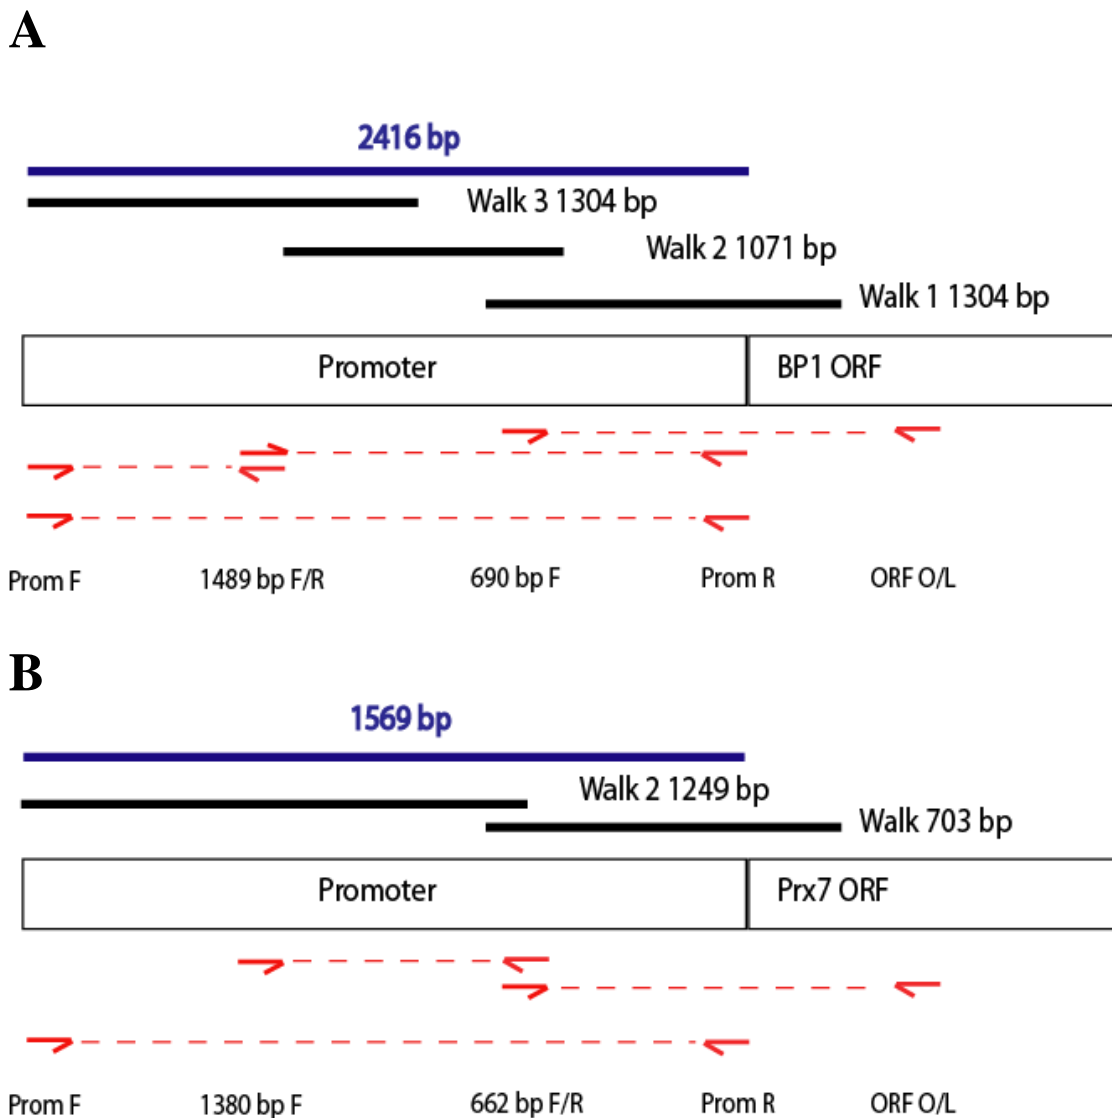 A
2416 bp
Walk 3 1304 bp
Walk 2 1071 bp
Walk 1 1304 bp
Promoter BP1 ORF
Prom F 1489 bp F/R 690 bp F Prom R ORF O/L
B
1569 bp
Walk 2 1249 bp
Walk 703 bp
Promoter Prx7 ORF
Prom F 1380 bp F 662 bp F/R Prom R ORF O/L